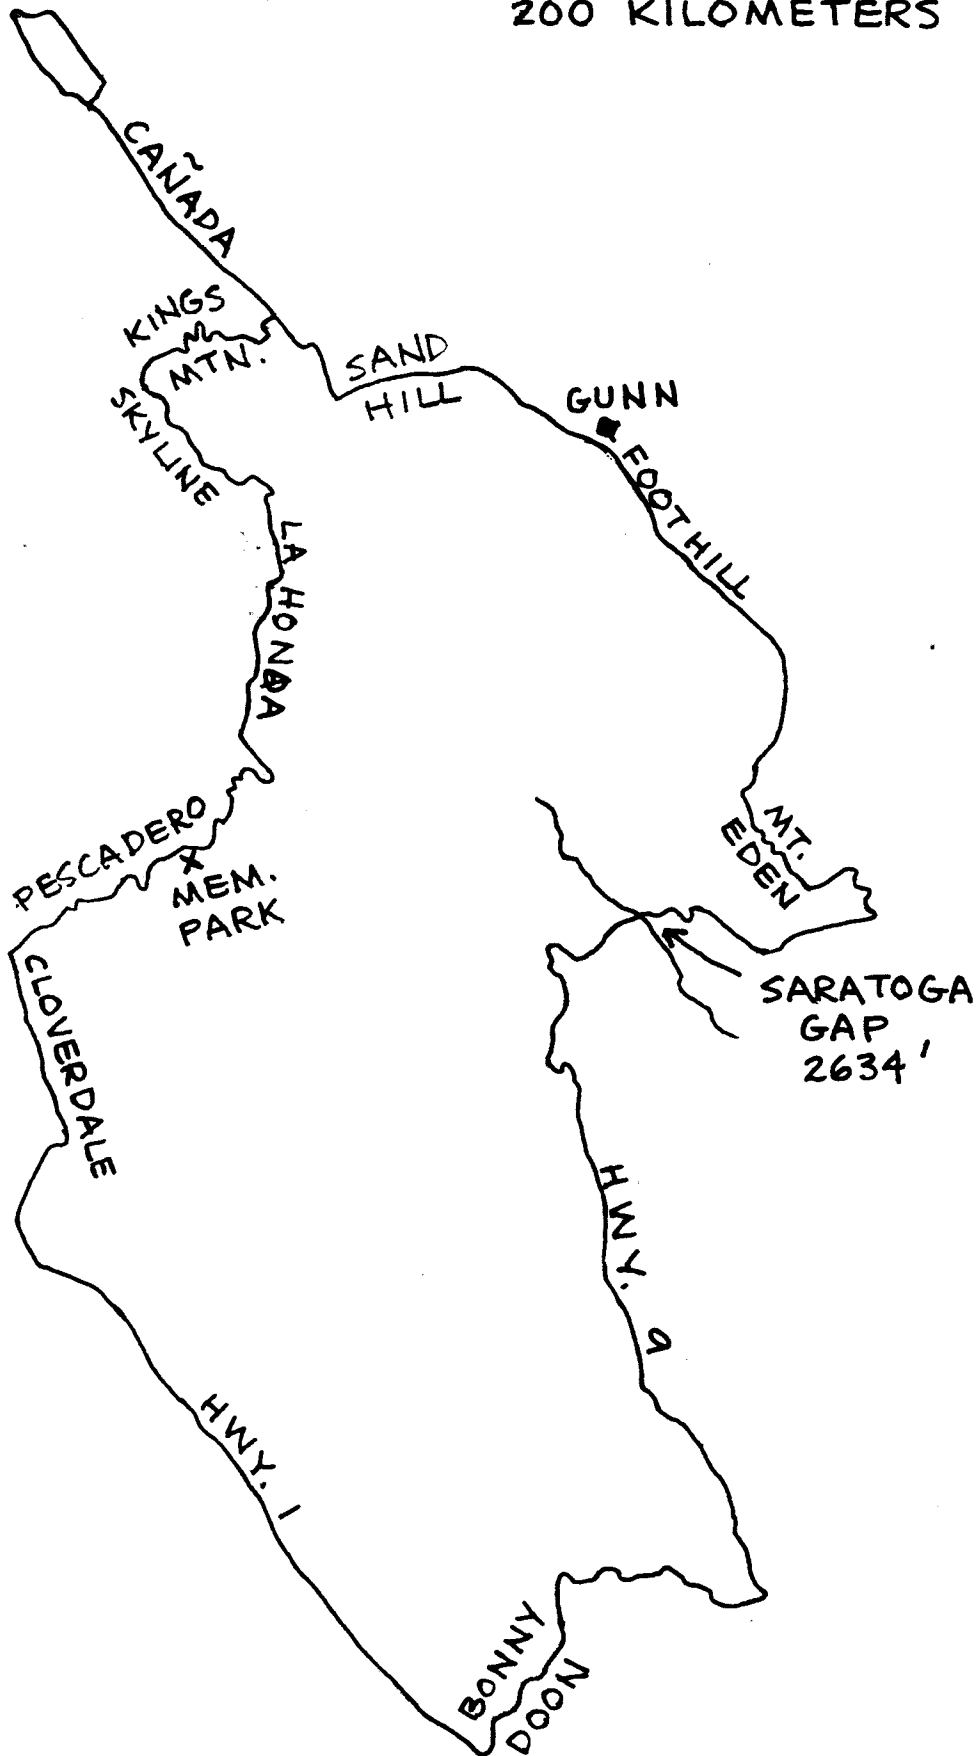 200 KILOMETERS
CAÑADA
KINGS
MTN.
SKYLINE
SAND
HILL
GUNN
FOOTHILL
LA HONDA
PESCADERO
X
MEM.
PARK
MT.
EDEN
SARATOGA
GAP
2634'
CLOVERDALE
HWY. 9
HWY. 1
BONNY
DOON